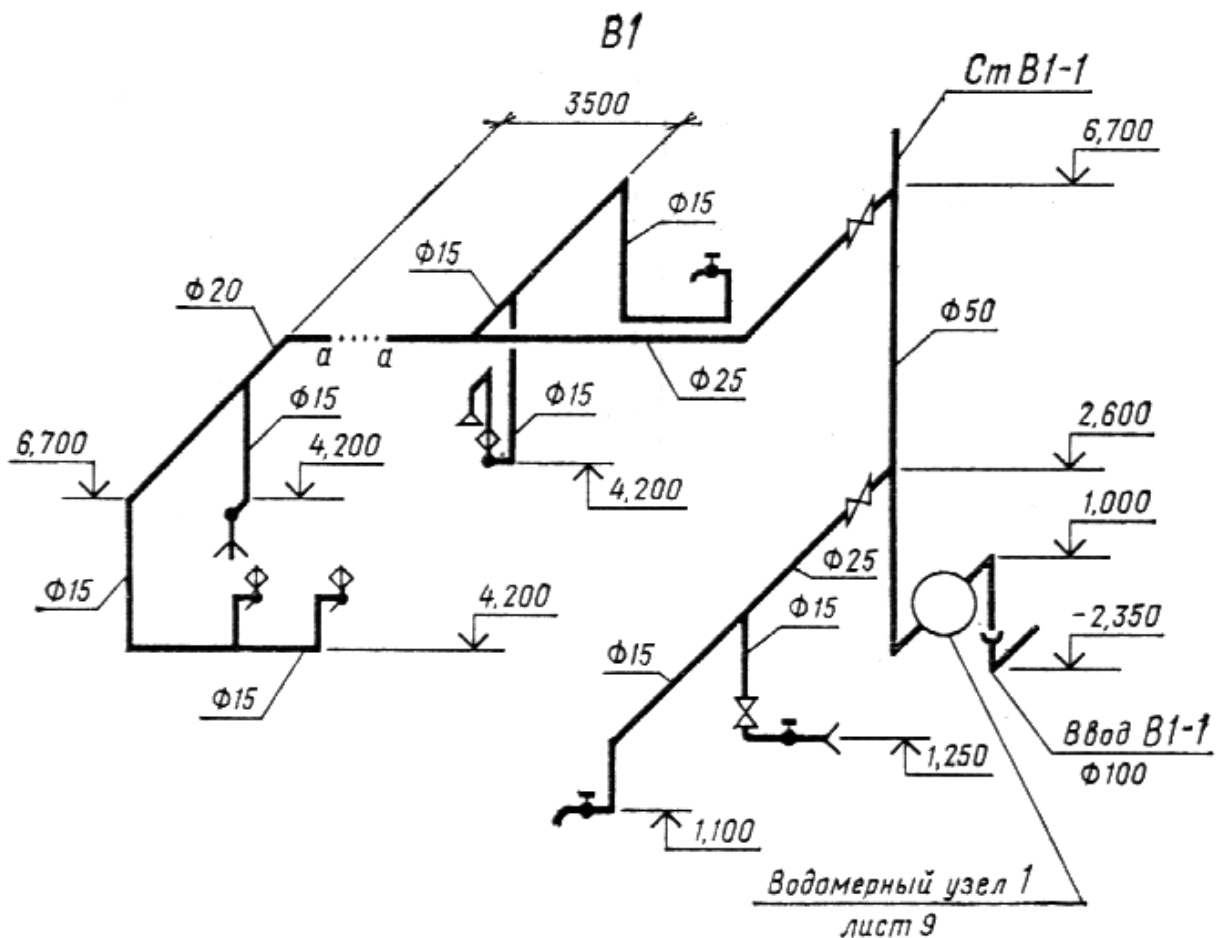 В1
Ст В1-1
3500
6,700
Ф15
Ф15
Ф20
Ф50
а а
Ф25
Ф15
Ф15
2,600
6,700
4,200
4,200
1,000
Ф25
Ф15
4,200
Ф15
-2,350
Ф15
Ф15
Ввод В1-1
Ф100
1,250
1,100
Водомерный узел 1
лист 9